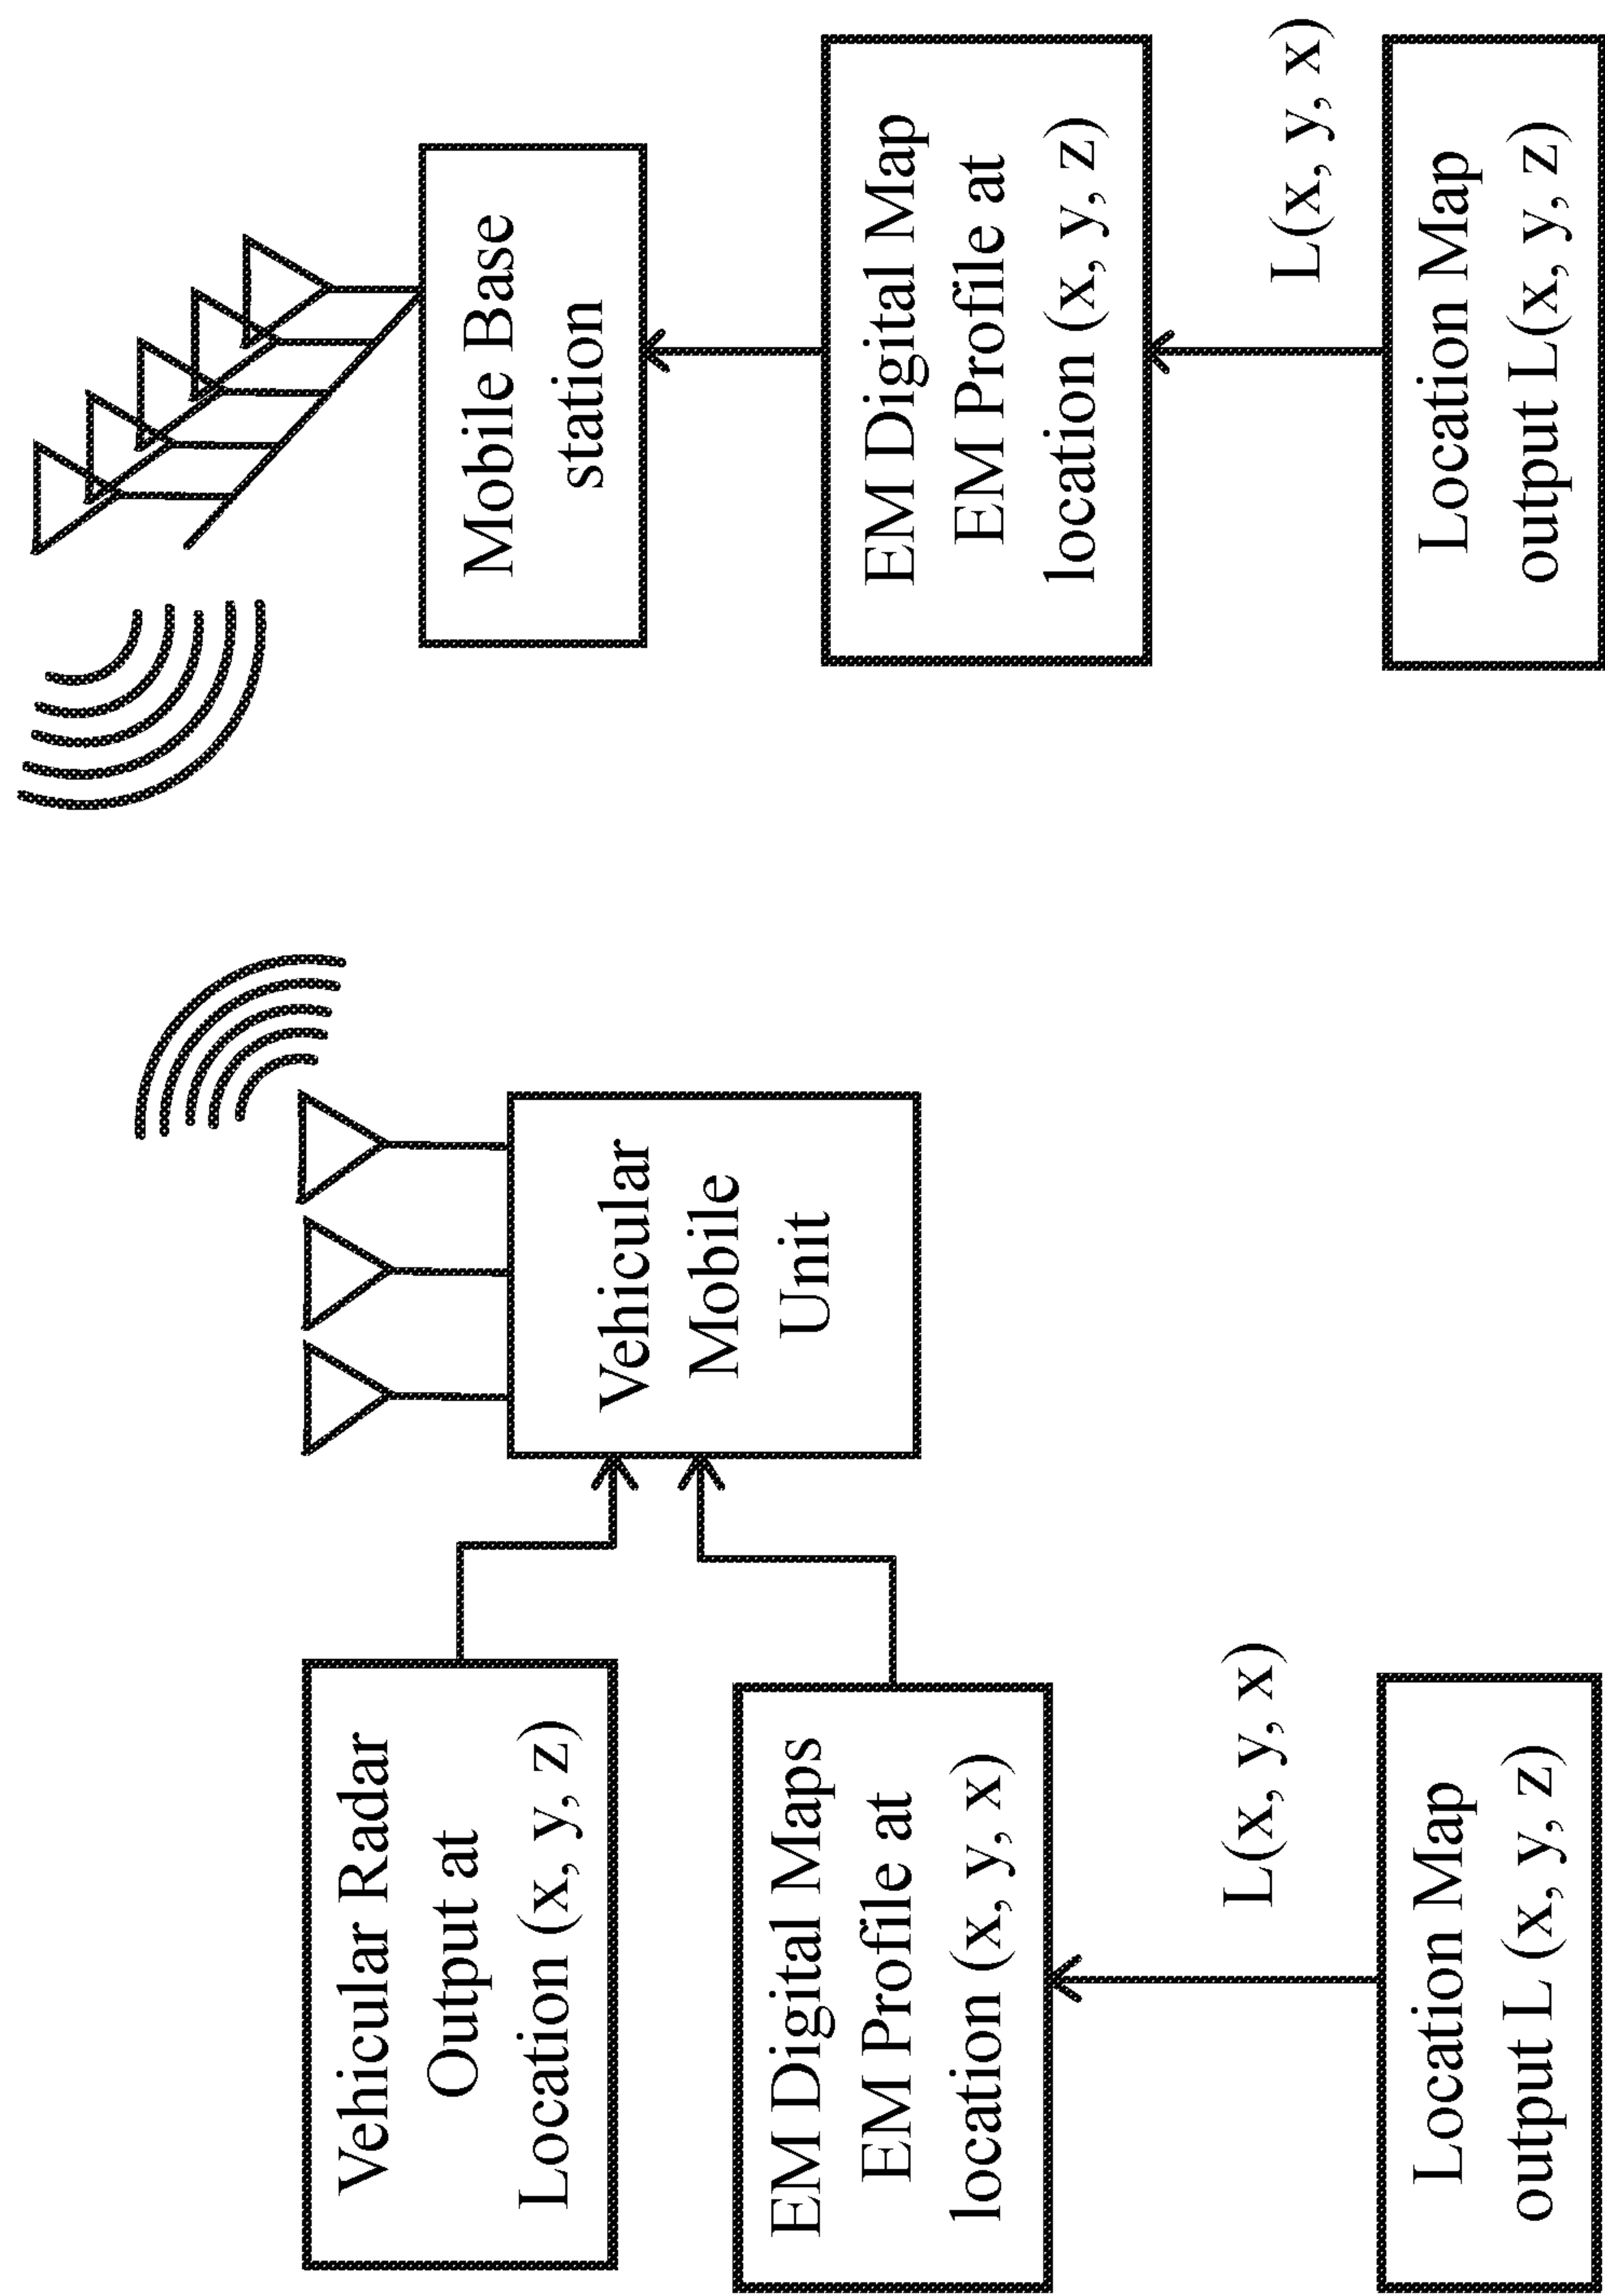 Vehicular Radar
Output at
Location (x, y, z)
EM Digital Maps
EM Profile at
location (x, y, x)
L(x, y, x)
Location Map
output L (x, y, z)
Vehicular
Mobile
Unit
Mobile Base
station
EM Digital Map
EM Profile at
location (x, y, z)
L(x, y, x)
Location Map
output L(x, y, z)